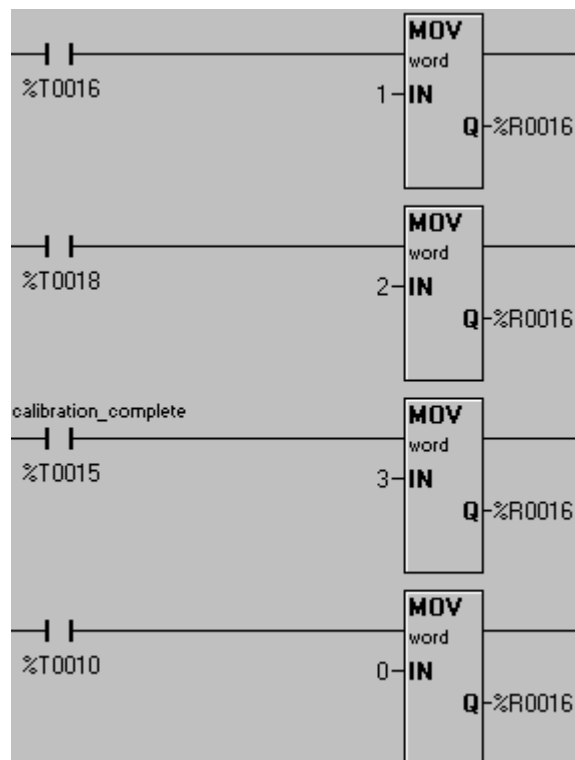 MOV
word
%T0016
1 IN
Q %R0016
MOV
word
%T0018
2 IN
Q %R0016
calibration_complete
MOV
word
%T0015
3 IN
Q %R0016
MOV
word
%T0010
0 IN
Q %R0016